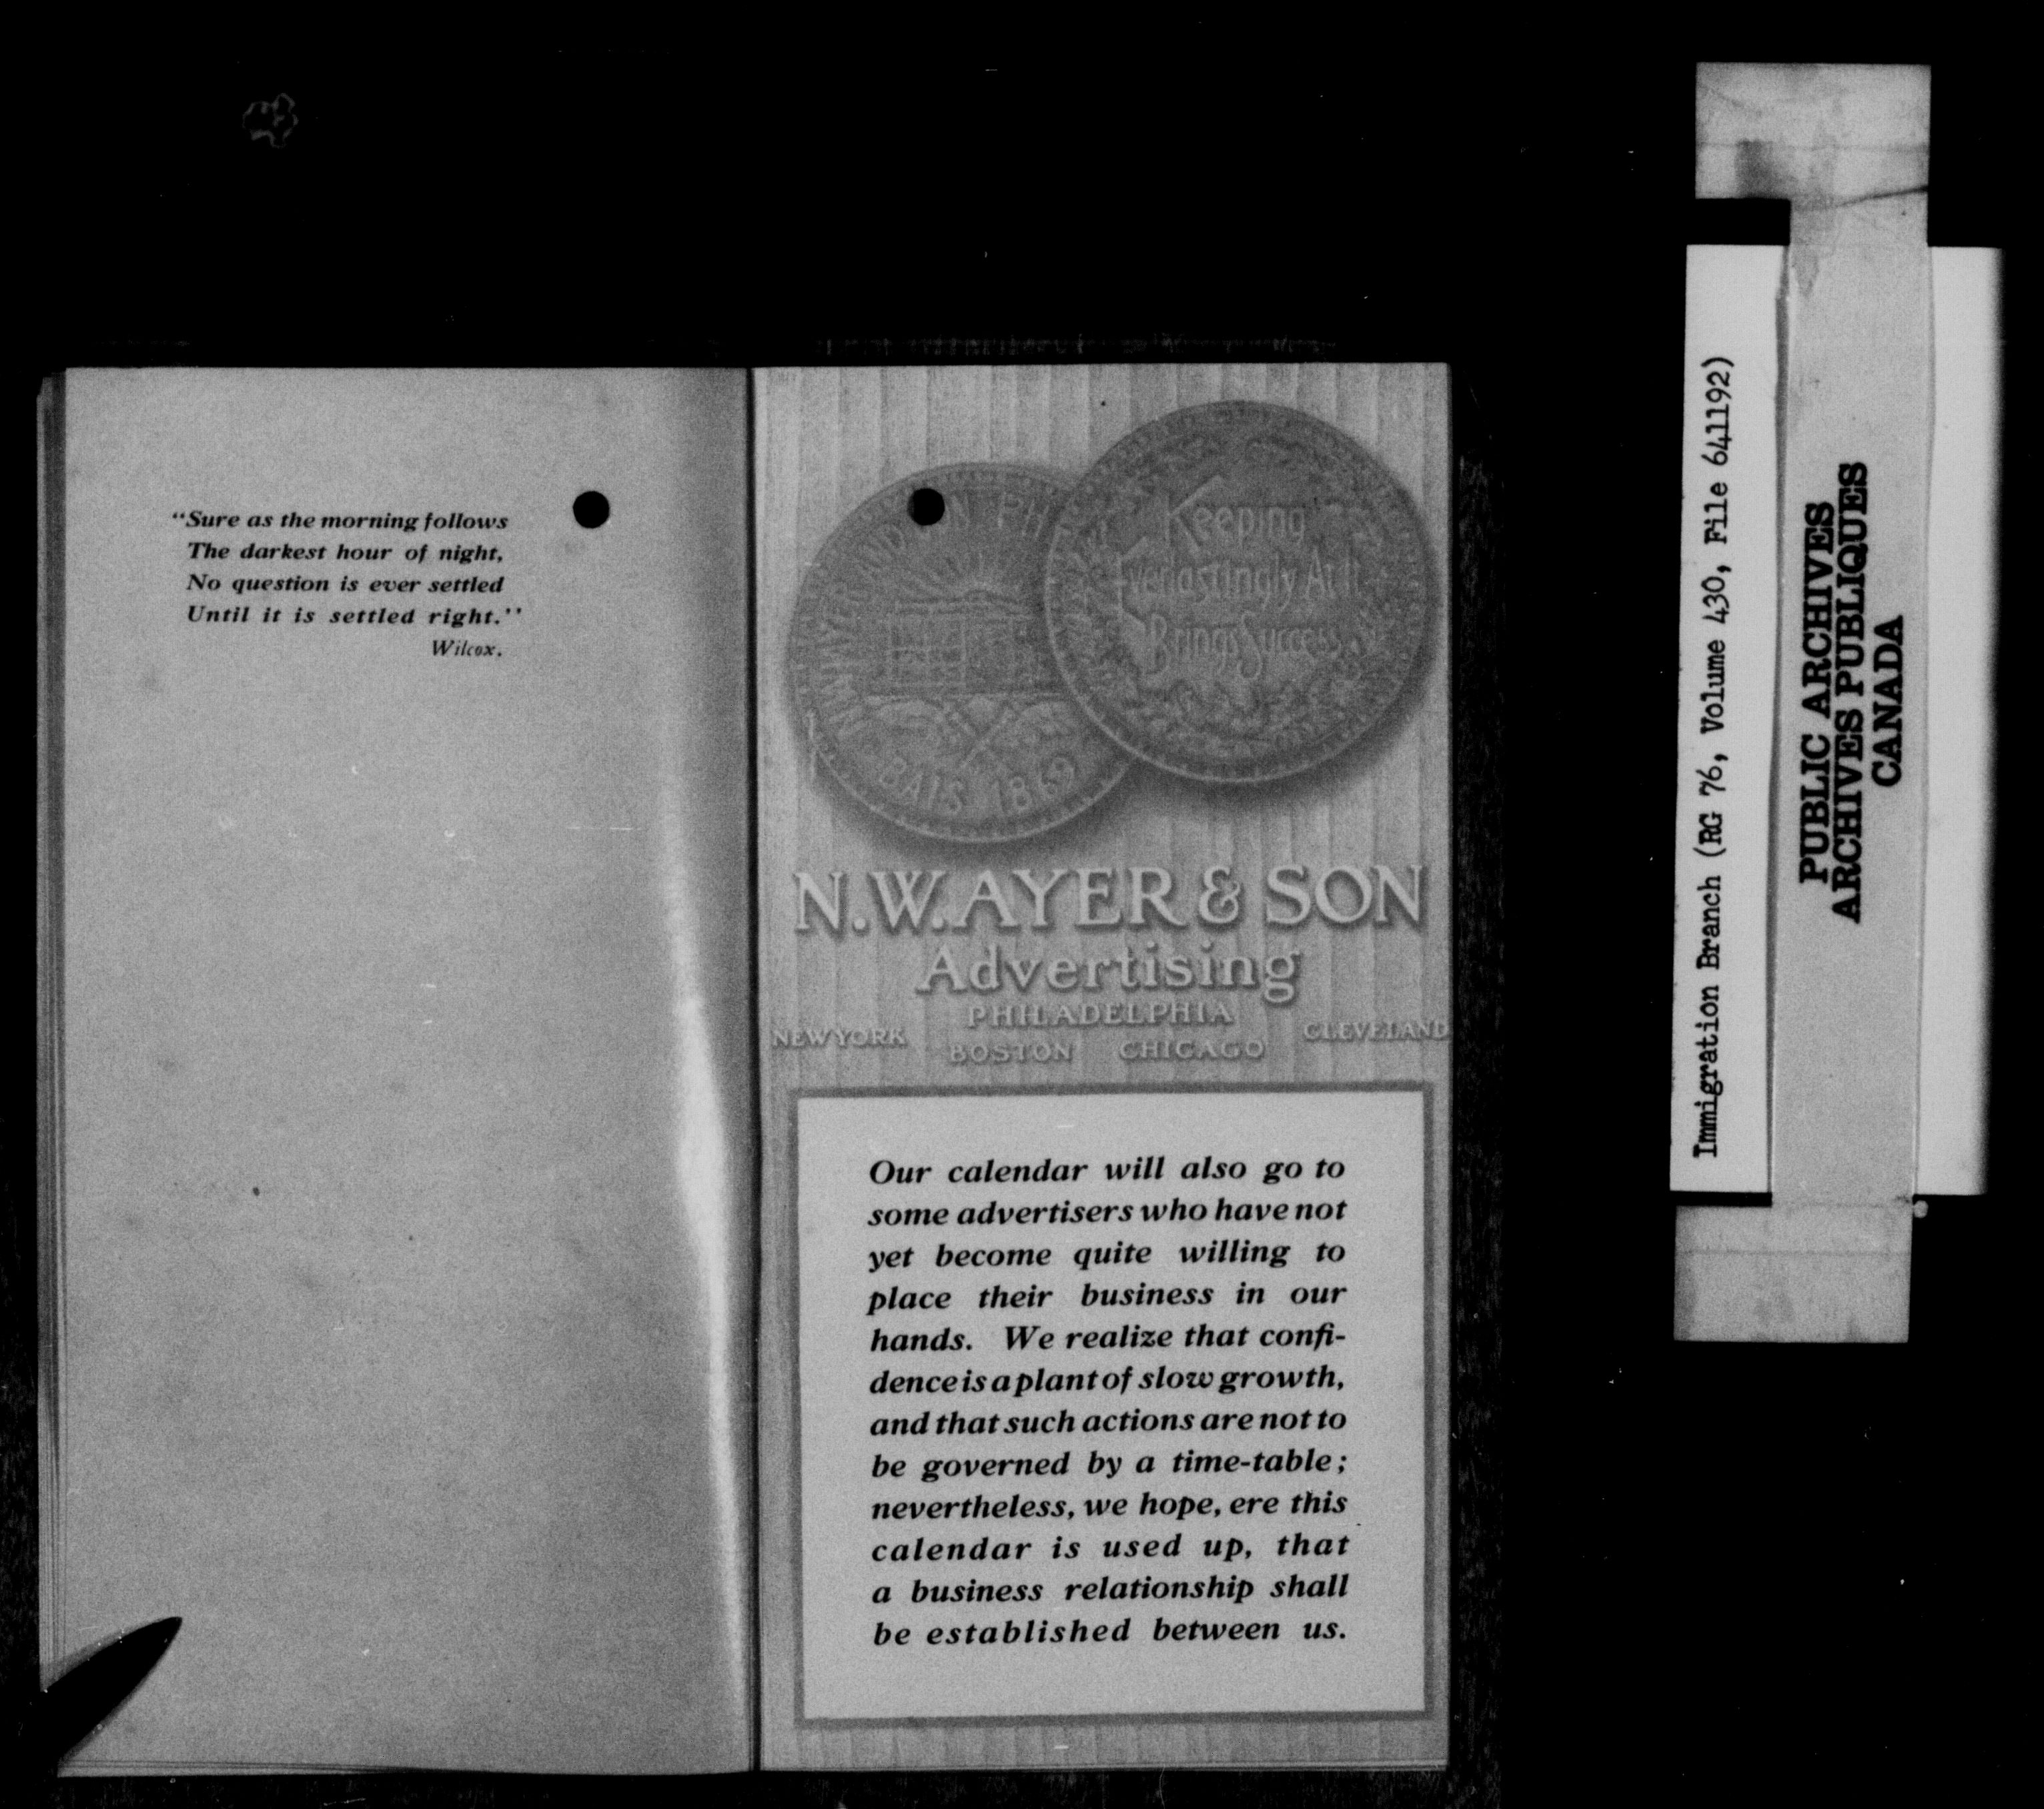 “Sure as the morning follows
The darkest hour of night,
No question is ever settled
Until it is settled right.”
Wilcox.
Keeping
Everlastingly At It
Brings Success
BAIS 1869
N.W. AYER & SON
Advertising
PHILADELPHIA
NEW YORK BOSTON CHICAGO CLEVELAND
Our calendar will also go to
some advertisers who have not
yet become quite willing to
place their business in our
hands. We realize that confi-
dence is a plant of slow growth,
and that such actions are not to
be governed by a time-table;
nevertheless, we hope, ere this
calendar is used up, that
a business relationship shall
be established between us.
Immigration Branch (RG 76, Volume 430, File 641192)
PUBLIC ARCHIVES
ARCHIVES PUBLIQUES
CANADA